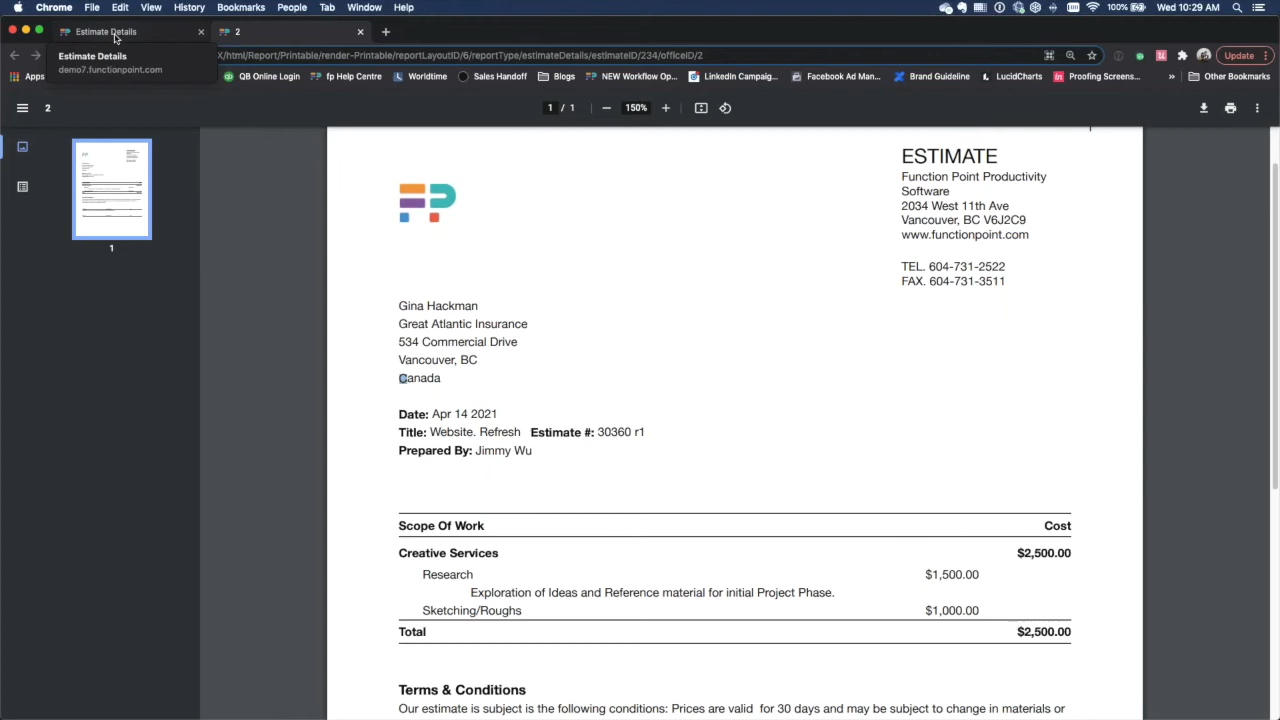 Chrome File Edit View History Bookmarks People Tab Window Help 100% Wed 10:29 AM
Estimate Details
2
Estimate Details
demo7.functionpoint.com
X/html/Report/Printable/render-Printable/reportLayoutID/6/reportType/estimateDetails/estimateID/234/officeID/2
Update
Apps QB Online Login fp Help Centre Worldtime Sales Handoff Blogs NEW Workflow Op... LinkedIn Campaig... Facebook Ad Man... Brand Guideline LucidCharts Proofing Screens... » Other Bookmarks
2 1 / 1 150%
1
ESTIMATE
Function Point Productivity
Software
2034 West 11th Ave
Vancouver, BC V6J2C9
www.functionpoint.com
TEL. 604-731-2522
FAX. 604-731-3511
Gina Hackman
Great Atlantic Insurance
534 Commercial Drive
Vancouver, BC
Canada
Date: Apr 14 2021
Title: Website. Refresh Estimate #: 30360 r1
Prepared By: Jimmy Wu
Scope Of Work Cost
Creative Services $2,500.00
Research $1,500.00
Exploration of Ideas and Reference material for initial Project Phase.
Sketching/Roughs $1,000.00
Total $2,500.00
Terms & Conditions
Our estimate is subject is the following conditions: Prices are valid for 30 days and may be subject to change in materials or